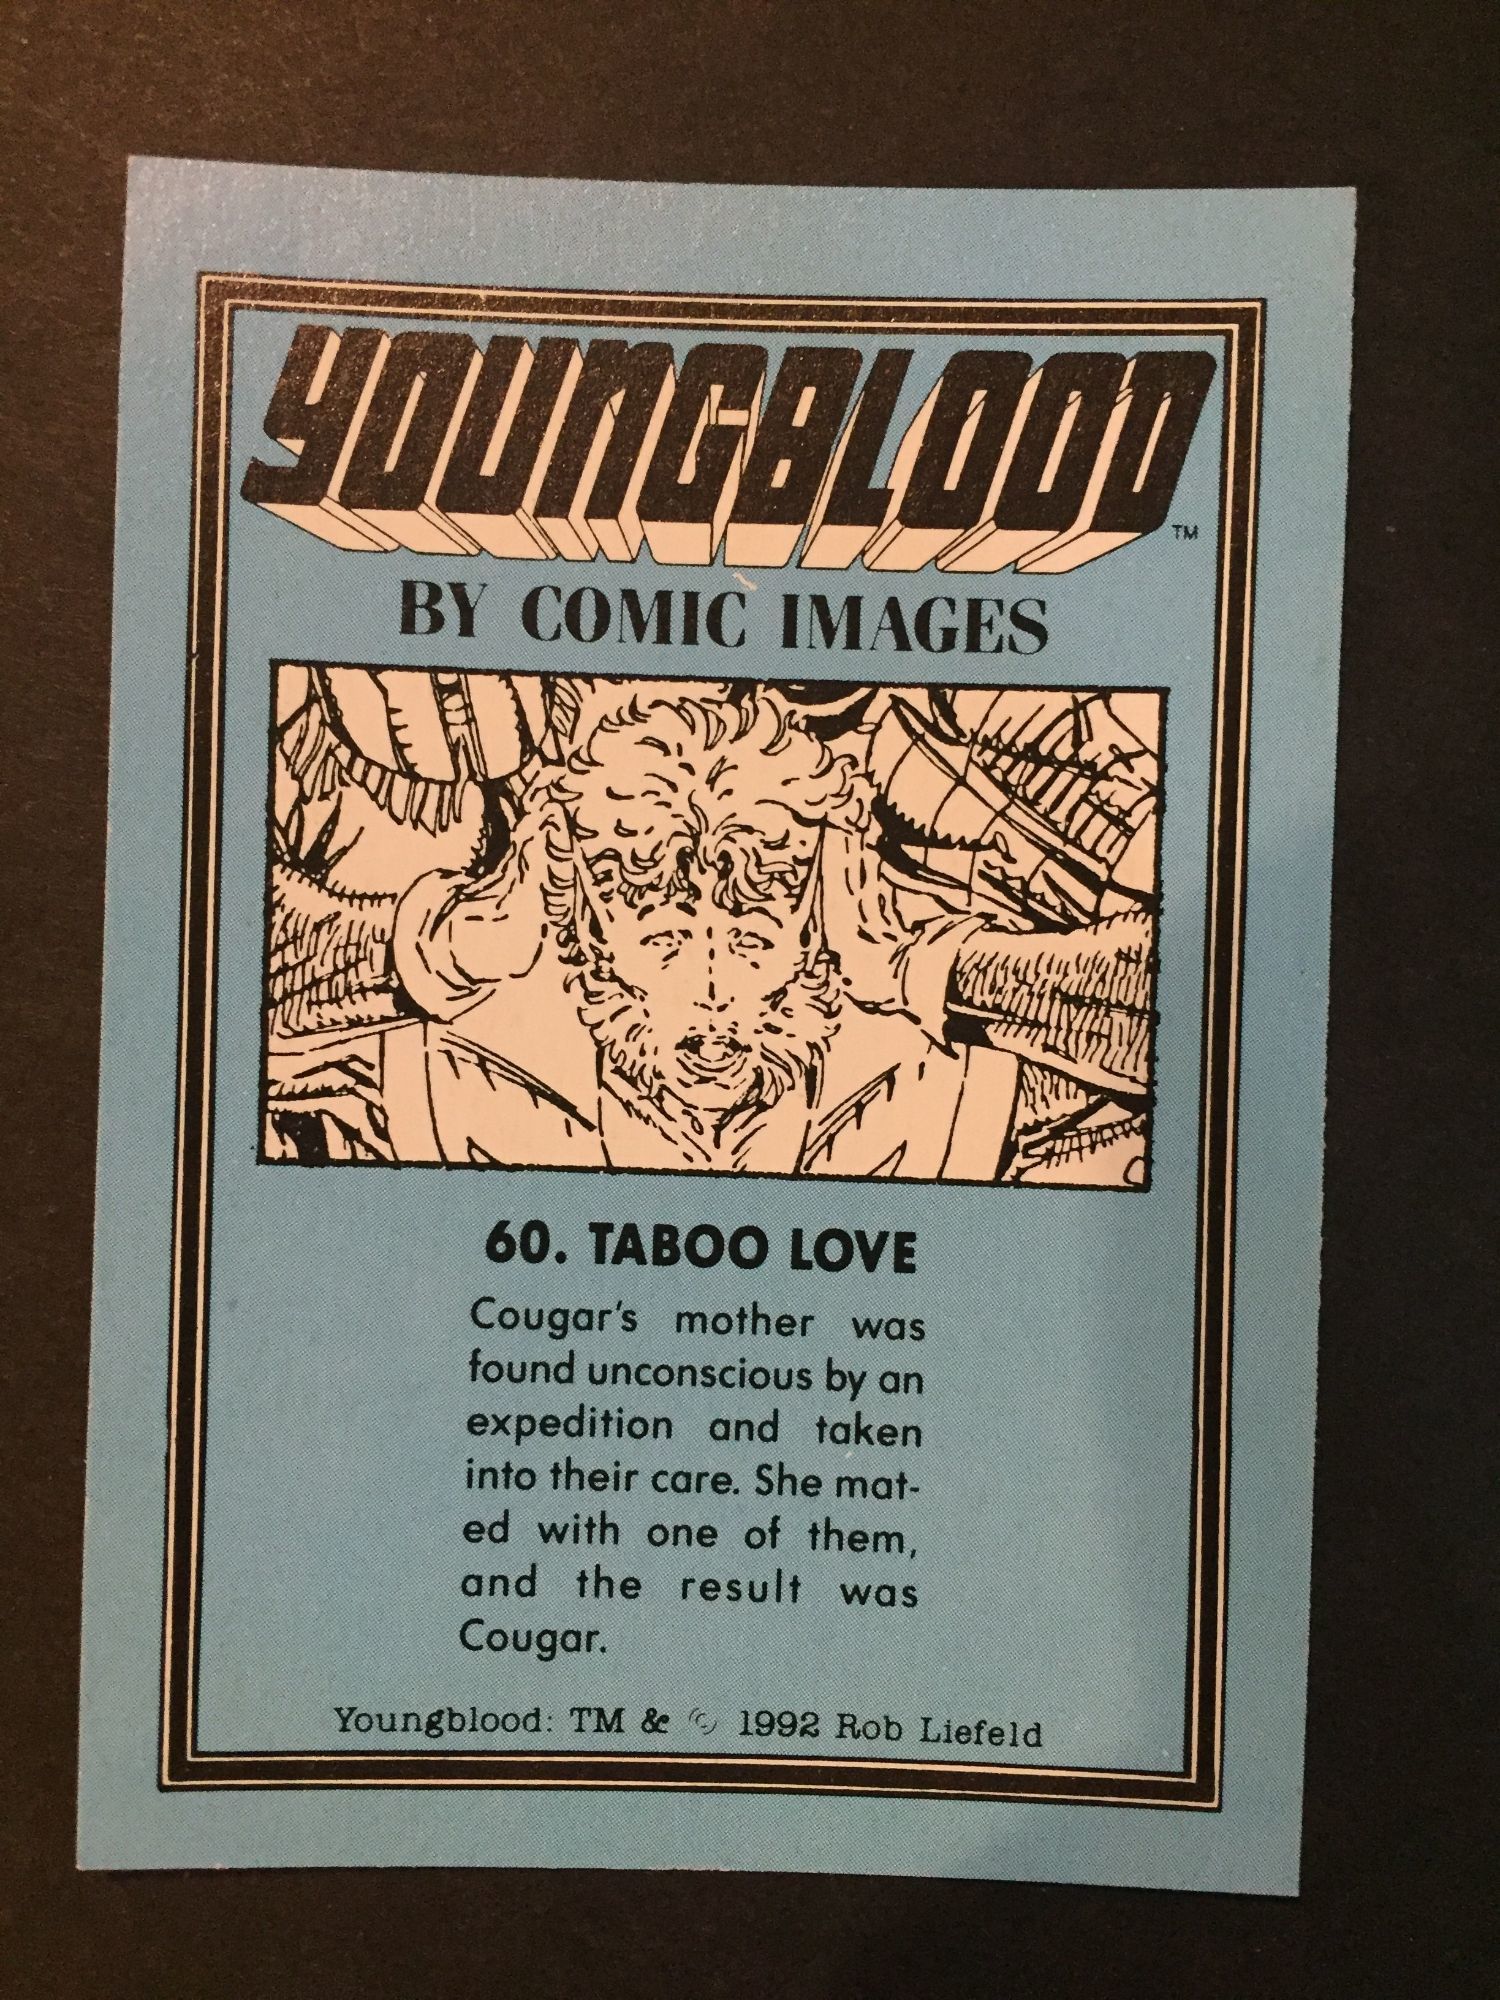 YOUNGBLOOD TM
BY COMIC IMAGES
60. TABOO LOVE
Cougar's mother was
found unconscious by an
expedition and taken
into their care. She mat-
ed with one of them,
and the result was
Cougar.
Youngblood: TM & © 1992 Rob Liefeld